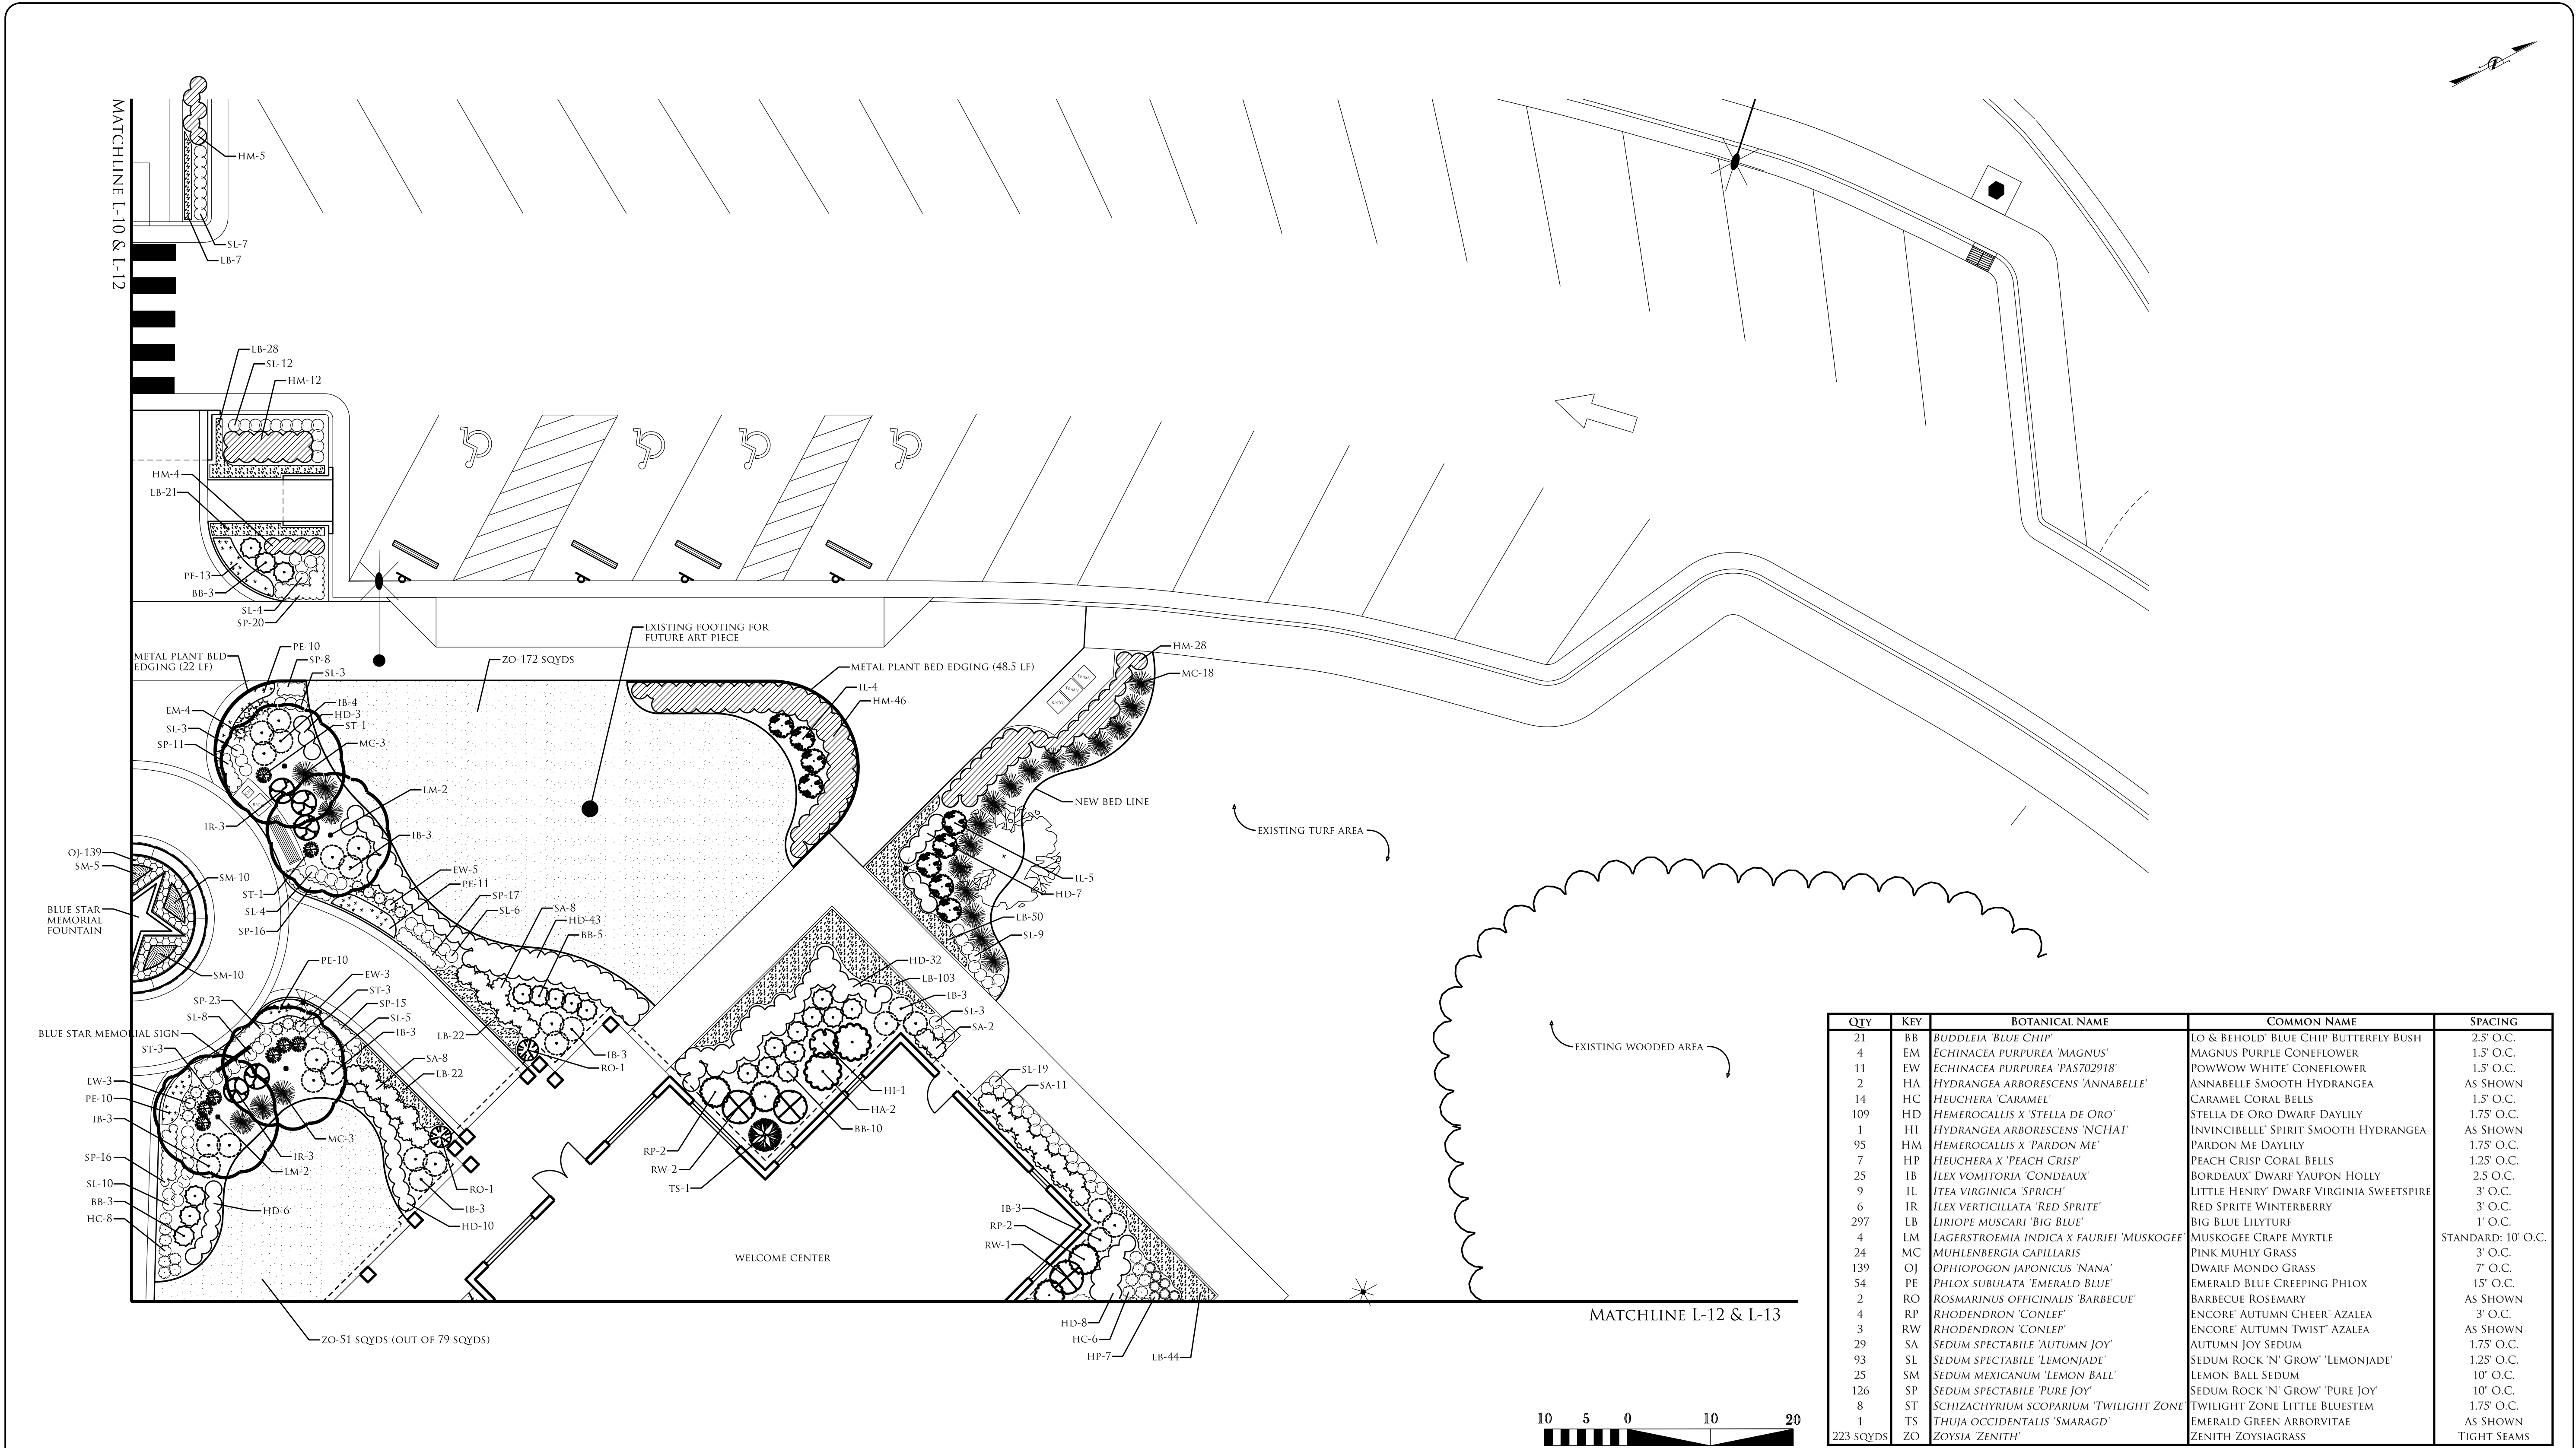 MATCHLINE L-10 & L-12
HM-5
SL-7
LB-7
LB-28
SL-12
HM-12
HM-4
LB-21
PE-13
BB-3
SL-4
SP-20
EXISTING FOOTING FOR
FUTURE ART PIECE
METAL PLANT BED
EDGING (22 LF)
PE-10
SP-8
SL-3
ZO-172 SQYDS
METAL PLANT BED EDGING (48.5 LF)
IL-4
HM-46
HM-28
MC-18
TRASH
TRASH
RECYC.
EM-4
SL-3
SP-11
IB-4
HD-3
ST-1
MC-3
LM-2
IR-3
IB-3
NEW BED LINE
EXISTING TURF AREA
OJ-139
SM-5
SM-10
BLUE STAR
MEMORIAL
FOUNTAIN
SM-10
ST-1
SL-4
SP-16
EW-5
PE-11
SP-17
SL-6
SA-8
HD-43
BB-5
IL-5
HD-7
LB-50
SL-9
PE-10
EW-3
ST-3
SP-15
SL-5
IB-3
SP-23
SL-8
BLUE STAR MEMORIAL SIGN
ST-3
SA-8
LB-22
LB-22
IB-3
RO-1
HD-32
LB-103
IB-3
SL-3
SA-2
EW-3
PE-10
IB-3
SP-16
SL-10
BB-3
HC-8
MC-3
IR-3
LM-2
HD-6
RO-1
IB-3
HD-10
HI-1
HA-2
BB-10
RP-2
RW-2
TS-1
SL-19
SA-11
IB-3
RP-2
RW-1
WELCOME CENTER
EXISTING WOODED AREA
HD-8
HC-6
HP-7
LB-44
ZO-51 SQYDS (OUT OF 79 SQYDS)
MATCHLINE L-12 & L-13
10 5 0 10 20
QTY KEY BOTANICAL NAME COMMON NAME SPACING
21 BB BUDDLEIA 'BLUE CHIP' LO & BEHOLD® BLUE CHIP BUTTERFLY BUSH 2.5' O.C.
4 EM ECHINACEA PURPUREA 'MAGNUS' MAGNUS PURPLE CONEFLOWER 1.5' O.C.
11 EW ECHINACEA PURPUREA 'PAS702918' POWWOW WHITE® CONEFLOWER 1.5' O.C.
2 HA HYDRANGEA ARBORESCENS 'ANNABELLE' ANNABELLE SMOOTH HYDRANGEA AS SHOWN
14 HC HEUCHERA 'CARAMEL' CARAMEL CORAL BELLS 1.5' O.C.
109 HD HEMEROCALLIS X 'STELLA DE ORO' STELLA DE ORO DWARF DAYLILY 1.75' O.C.
1 HI HYDRANGEA ARBORESCENS 'NCHA1' INVINCIBELLE® SPIRIT SMOOTH HYDRANGEA AS SHOWN
95 HM HEMEROCALLIS X 'PARDON ME' PARDON ME DAYLILY 1.75' O.C.
7 HP HEUCHERA X 'PEACH CRISP' PEACH CRISP CORAL BELLS 1.25' O.C.
25 IB ILEX VOMITORIA 'CONDEAUX' BORDEAUX® DWARF YAUPON HOLLY 2.5 O.C.
9 IL ITEA VIRGINICA 'SPRICH' LITTLE HENRY® DWARF VIRGINIA SWEETSPIRE 3' O.C.
6 IR ILEX VERTICILLATA 'RED SPRITE' RED SPRITE WINTERBERRY 3' O.C.
297 LB LIRIOPE MUSCARI 'BIG BLUE' BIG BLUE LILYTURF 1' O.C.
4 LM LAGERSTROEMIA INDICA X FAURIEI 'MUSKOGEE' MUSKOGEE CRAPE MYRTLE STANDARD: 10' O.C.
24 MC MUHLENBERGIA CAPILLARIS PINK MUHLY GRASS 3' O.C.
139 OJ OPHIOPOGON JAPONICUS 'NANA' DWARF MONDO GRASS 7" O.C.
54 PE PHLOX SUBULATA 'EMERALD BLUE' EMERALD BLUE CREEPING PHLOX 15" O.C.
2 RO ROSMARINUS OFFICINALIS 'BARBECUE' BARBECUE ROSEMARY AS SHOWN
4 RP RHODENDRON 'CONLEF' ENCORE® AUTUMN CHEER® AZALEA 3' O.C.
3 RW RHODENDRON 'CONLEP' ENCORE® AUTUMN TWIST® AZALEA AS SHOWN
29 SA SEDUM SPECTABILE 'AUTUMN JOY' AUTUMN JOY SEDUM 1.75' O.C.
93 SL SEDUM SPECTABILE 'LEMONJADE' SEDUM ROCK 'N' GROW® 'LEMONJADE' 1.25' O.C.
25 SM SEDUM MEXICANUM 'LEMON BALL' LEMON BALL SEDUM 10" O.C.
126 SP SEDUM SPECTABILE 'PURE JOY' SEDUM ROCK 'N' GROW® 'PURE JOY' 10" O.C.
8 ST SCHIZACHYRIUM SCOPARIUM 'TWILIGHT ZONE' TWILIGHT ZONE LITTLE BLUESTEM 1.75' O.C.
1 TS THUJA OCCIDENTALIS 'SMARAGD' EMERALD GREEN ARBORVITAE AS SHOWN
223 SQYDS ZO ZOYSIA 'ZENITH' ZENITH ZOYSIAGRASS TIGHT SEAMS